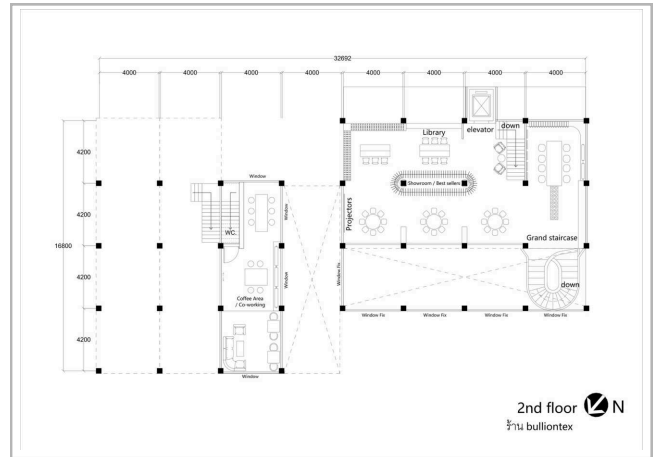 32692
4000 4000 4000 4000 4000 4000 4000 4000
4200
4200
4200
4200
16800
Library
elevator
down
Window
Showroom / Best sellers
Projectors
Window
WC.
Grand staircase
Window
Window Fix
Coffee Area
/ Co-working
down
Window Fix Window Fix Window Fix Window Fix
Window
2nd floor N
ร้าน bulliontex